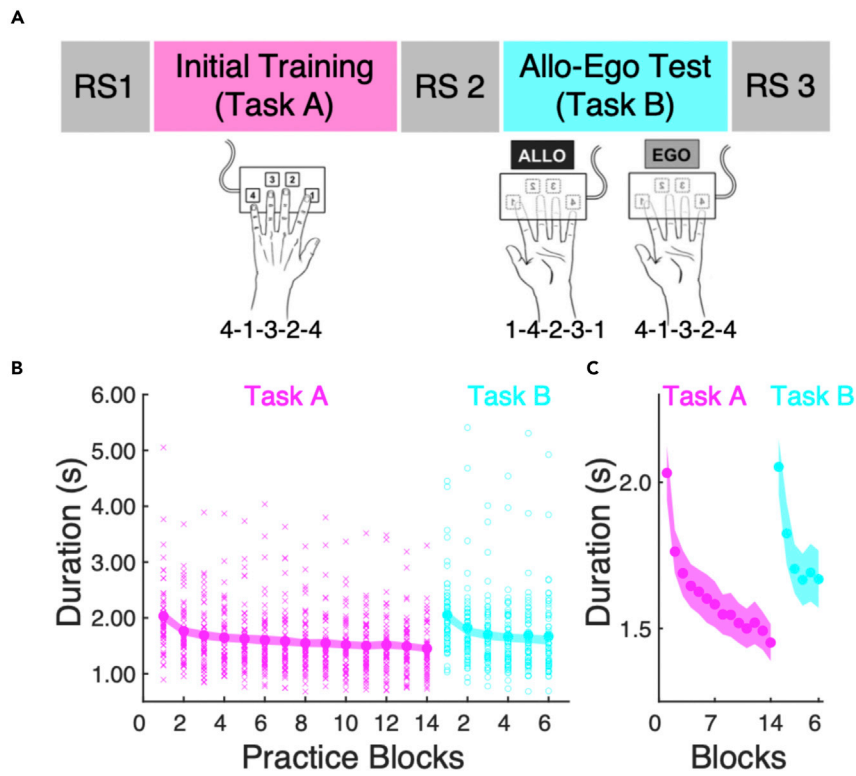 A
RS1
Initial Training
(Task A)
RS 2
Allo-Ego Test
(Task B)
RS 3
ALLO
EGO
3 2
4 1
2 3
1 4
2 3
1 4
4-1-3-2-4
1-4-2-3-1
4-1-3-2-4
B
Task A
Task B
6.00
5.00
4.00
3.00
2.00
1.00
Duration (s)
0 2 4 6 8 10 12 14 2 4 6
Practice Blocks
C
Task A
Task B
2.0
1.5
Duration (s)
0 7 14 6
Blocks